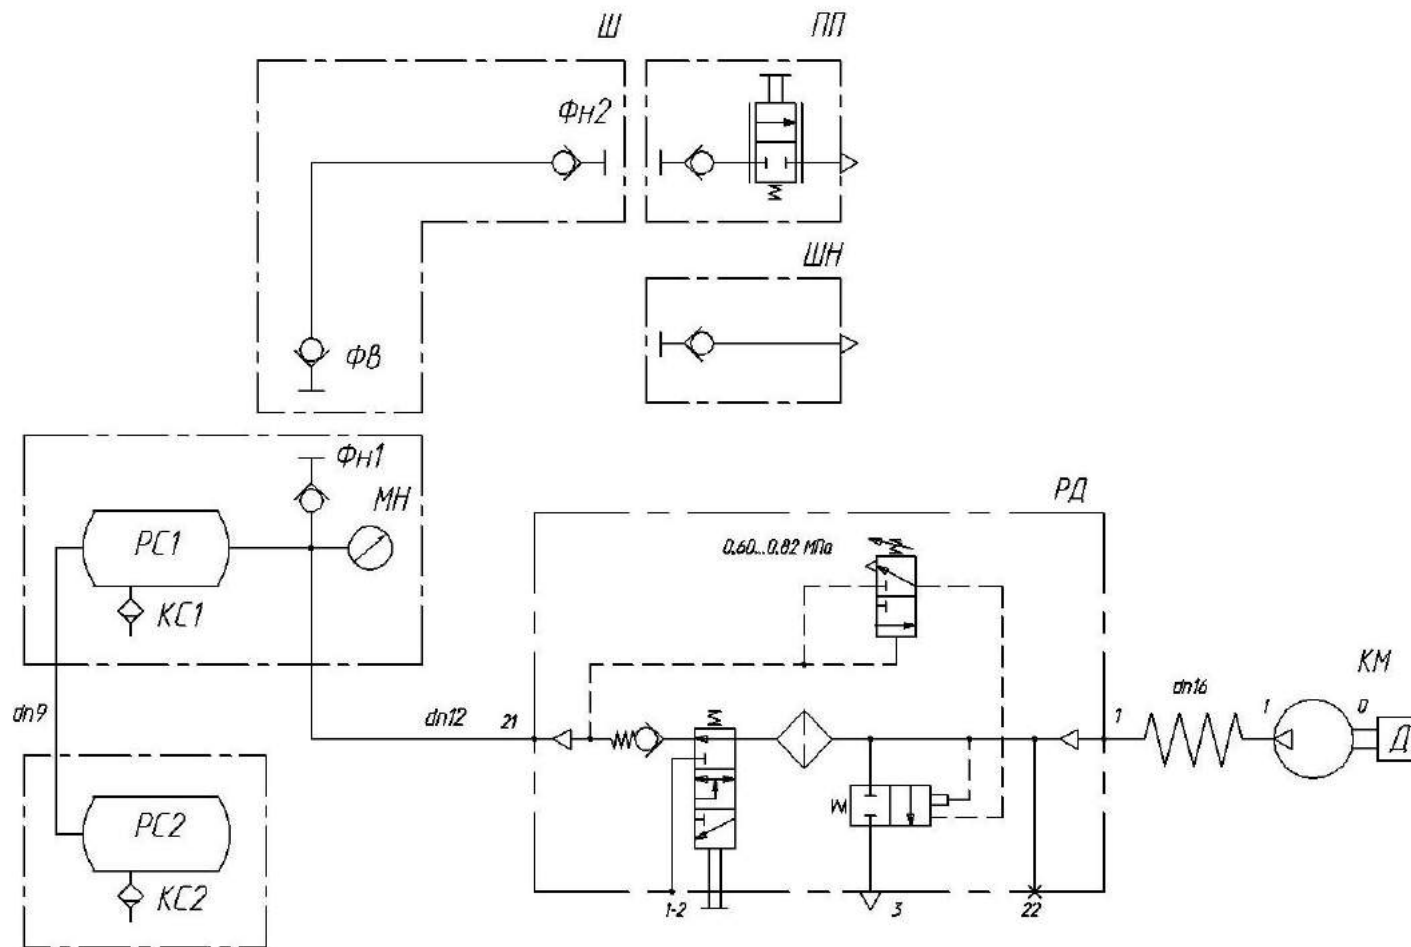 Ш
ПП
Фн2
ШН
ФВ
Фн1
МН
РС1
КС1
РД
0.60...0.82 МПа
КМ
dn9
dn12
21
1
dn16
1
0
Д
РС2
КС2
1-2
3
22